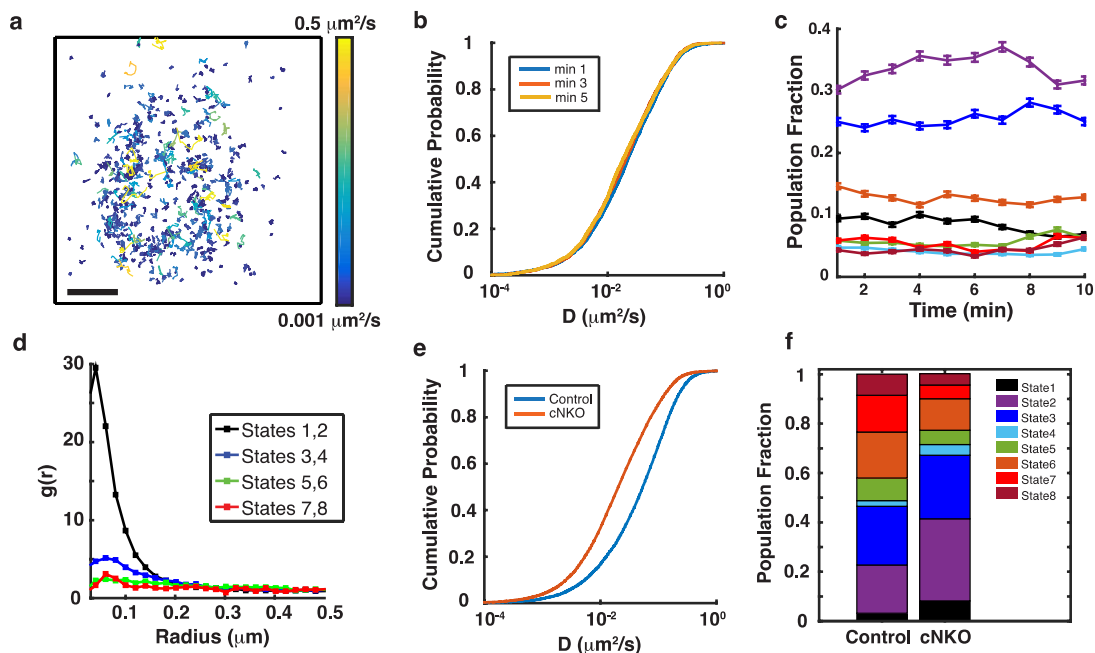 a
0.5 μm²/s
0.001 μm²/s
b
Cumulative Probability
1
0.8
0.6
0.4
0.2
0
min 1
min 3
min 5
10⁻⁴
10⁻²
10⁰
D (μm²/s)
c
Population Fraction
0.4
0.3
0.2
0.1
0
2
4
6
8
10
Time (min)
d
g(r)
30
20
10
0
States 1,2
States 3,4
States 5,6
States 7,8
0.1
0.2
0.3
0.4
0.5
Radius (μm)
e
Cumulative Probability
1
0.8
0.6
0.4
0.2
0
Control
cNKO
10⁻⁴
10⁻²
10⁰
D (μm²/s)
f
Population Fraction
1
0.8
0.6
0.4
0.2
0
State1
State2
State3
State4
State5
State6
State7
State8
Control cNKO